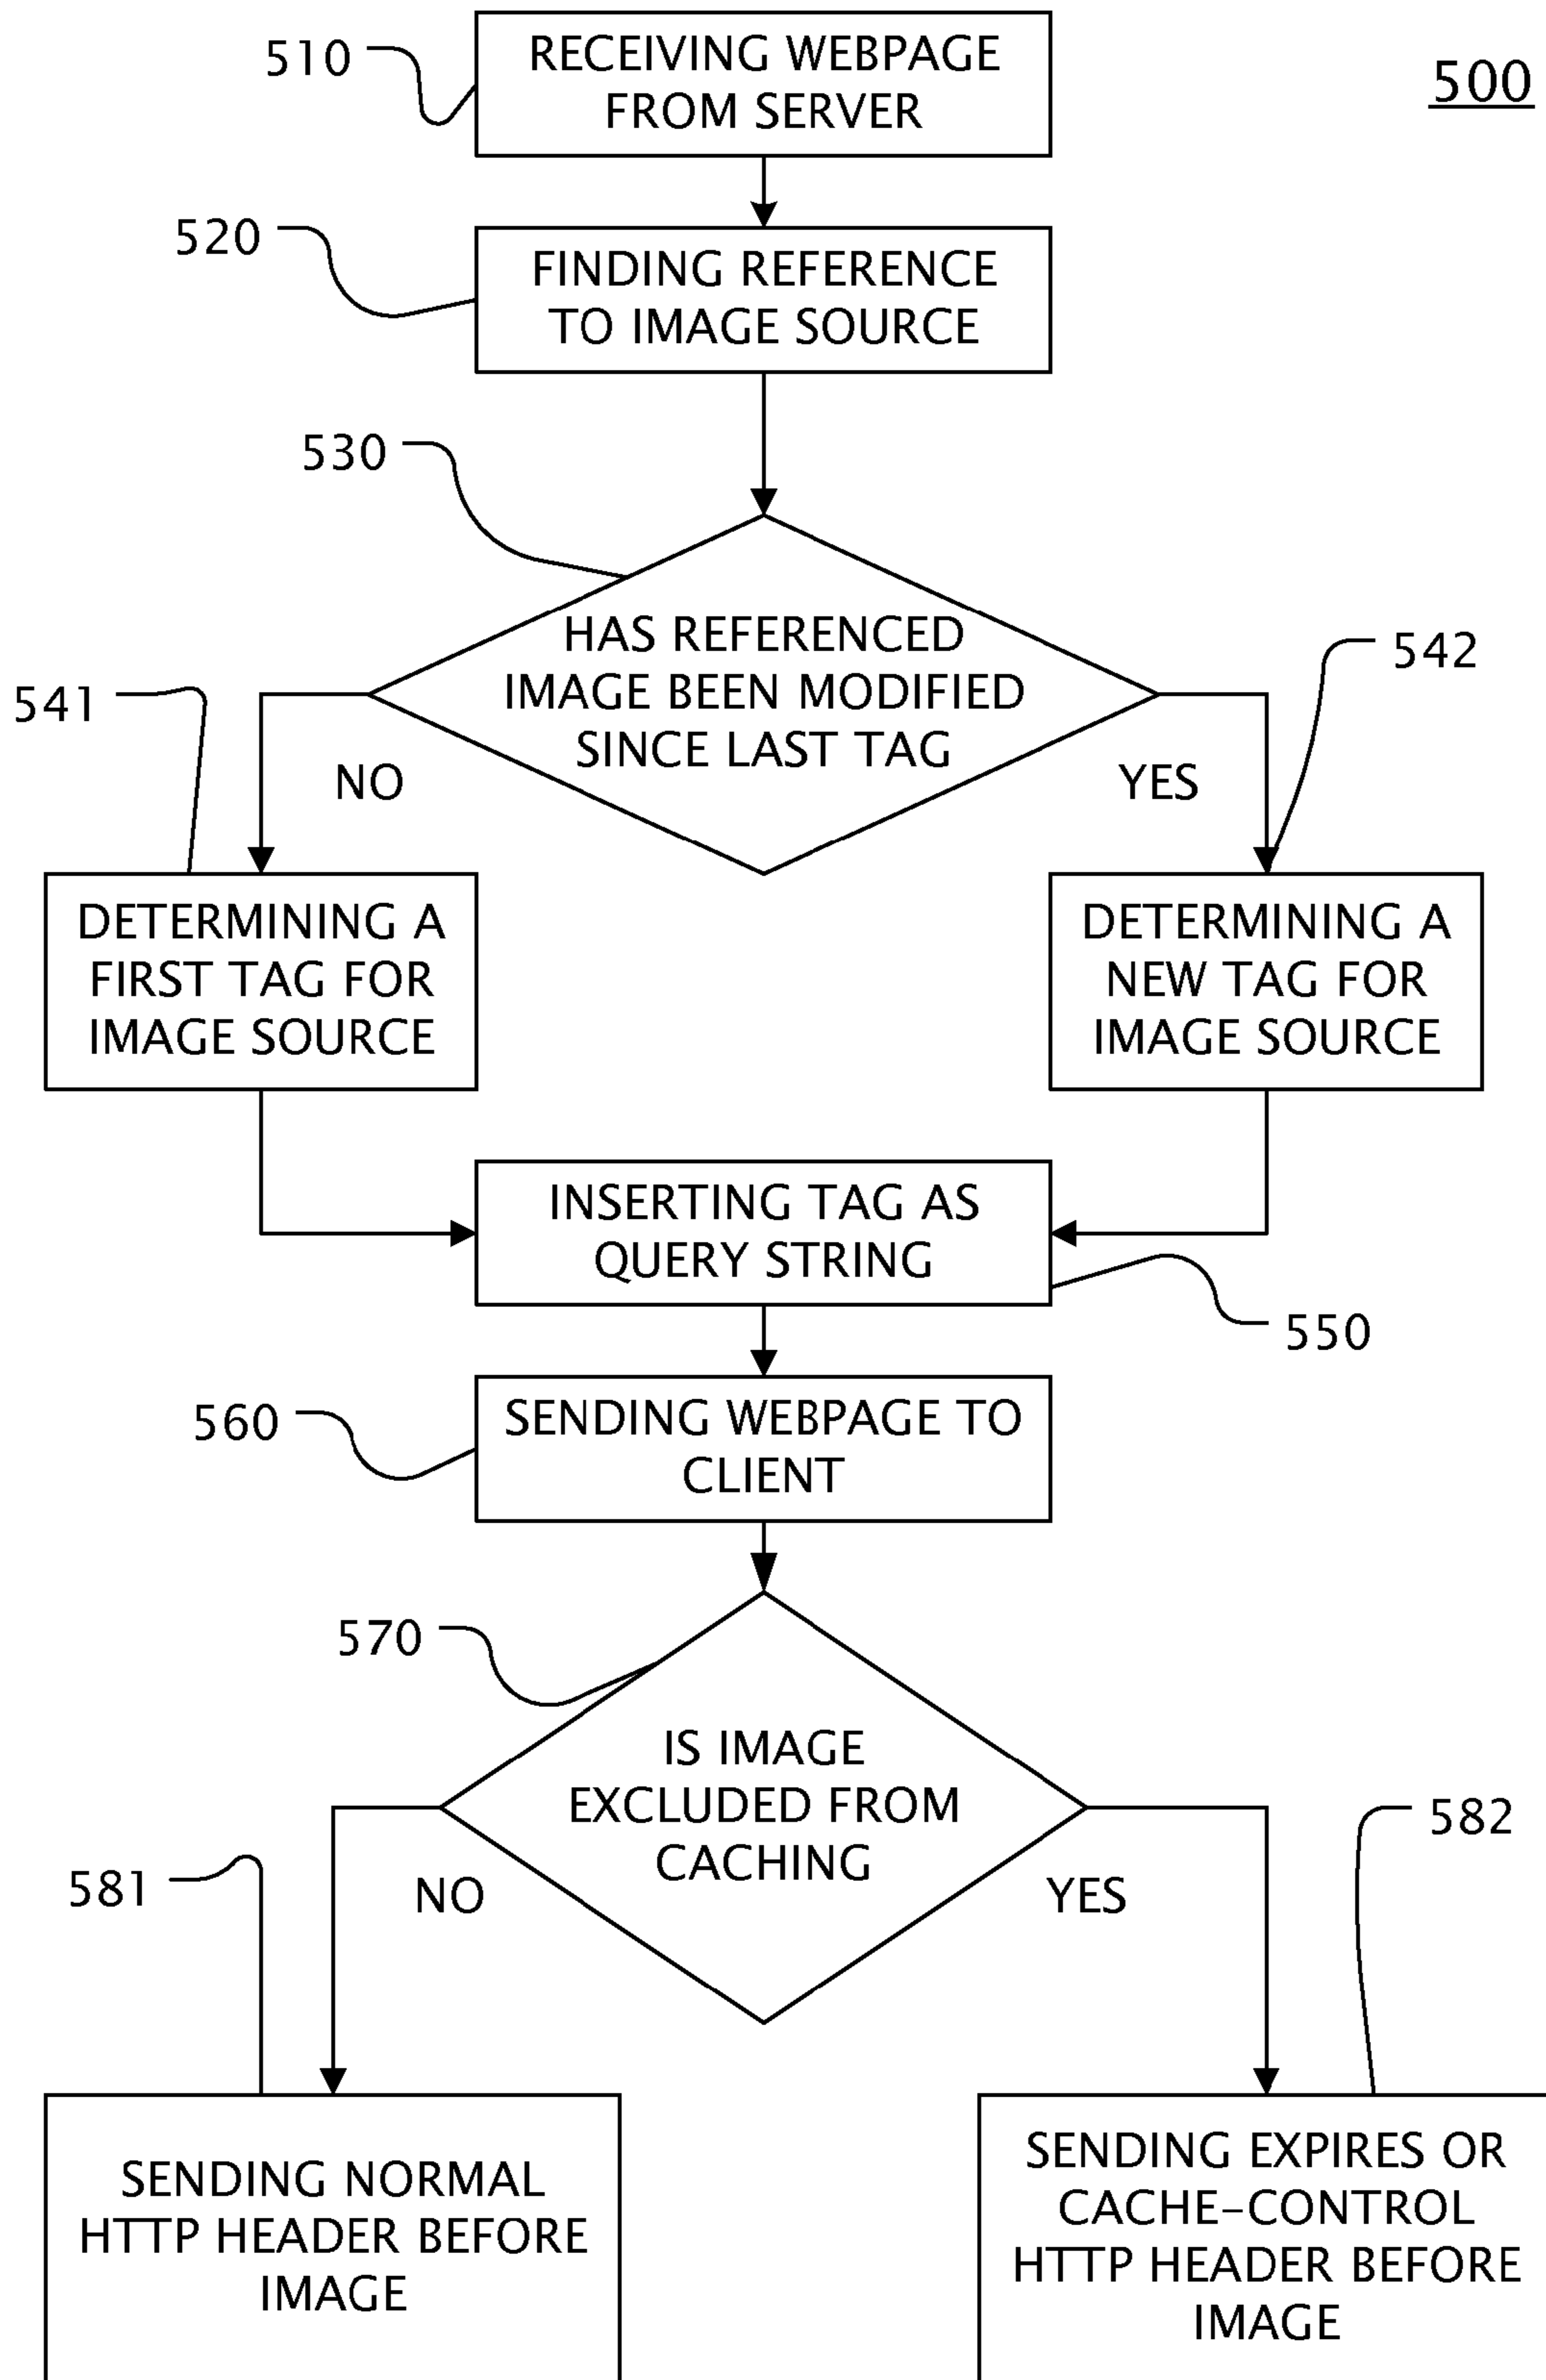 510
RECEIVING WEBPAGE
FROM SERVER
500
520
FINDING REFERENCE
TO IMAGE SOURCE
530
HAS REFERENCED
IMAGE BEEN MODIFIED
SINCE LAST TAG
541
542
NO
YES
DETERMINING A
FIRST TAG FOR
IMAGE SOURCE
DETERMINING A
NEW TAG FOR
IMAGE SOURCE
INSERTING TAG AS
QUERY STRING
550
560
SENDING WEBPAGE TO
CLIENT
570
IS IMAGE
EXCLUDED FROM
CACHING
581
582
NO
YES
SENDING NORMAL
HTTP HEADER BEFORE
IMAGE
SENDING EXPIRES OR
CACHE-CONTROL
HTTP HEADER BEFORE
IMAGE